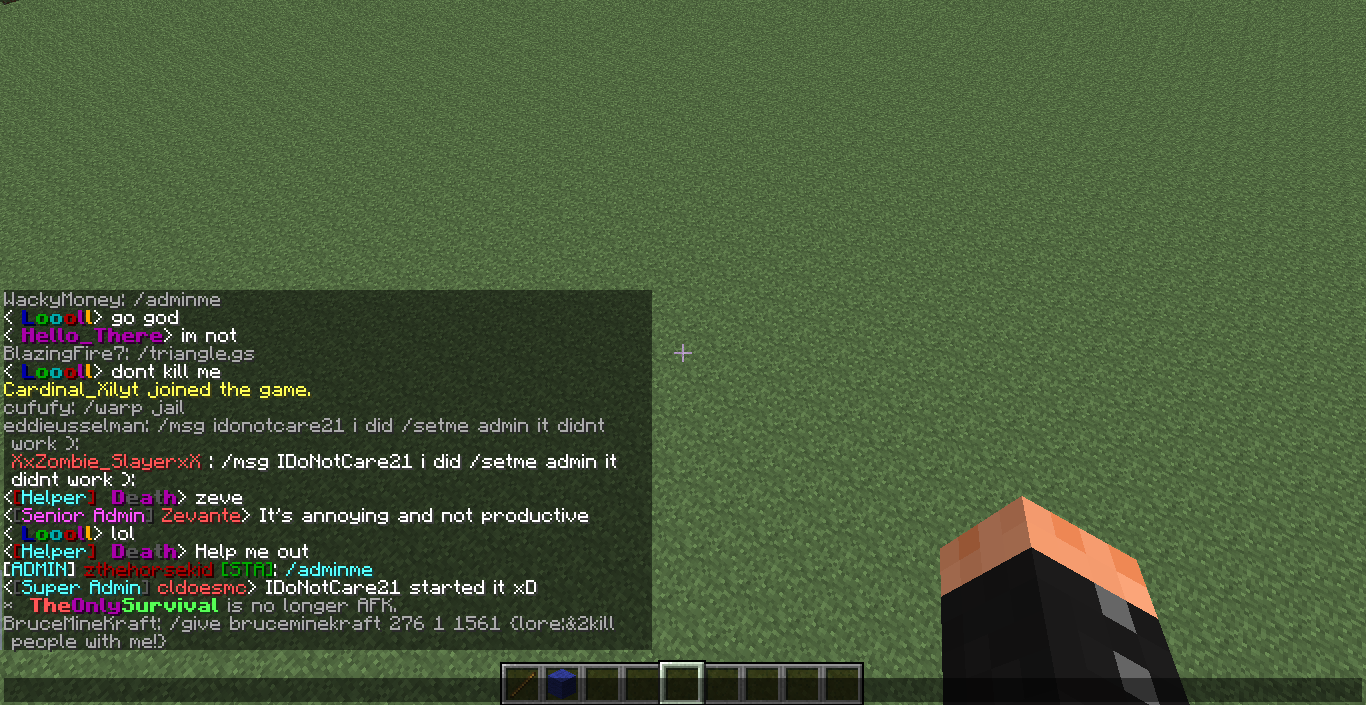 WackyMoney: /adminme
< Loooll> go god
< Hello_There> im not
BlazingFire7: /triangle.gs
< Loooll> dont kill me
Cardinal_Xilyt joined the game.
cufufy: /warp jail
eddieusselman: /msg idonotcare21 i did /setme admin it didnt
work ):
XxZombie_SlayerxX : /msg IDoNotCare21 i did /setme admin it
didnt work ):
<[Helper] Death> zeve
<[Senior Admin] Zevante> It's annoying and not productive
< Loooll> lol
<[Helper] Death> Help me out
[ADMIN] zthehorsekid [STA]: /adminme
<[Super Admin] cldoesmc> IDoNotCare21 started it xD
* TheOnlySurvival is no longer AFK.
BruceMineKraft: /give bruceminekraft 276 1 1561 {lore:&2kill
people with me!}